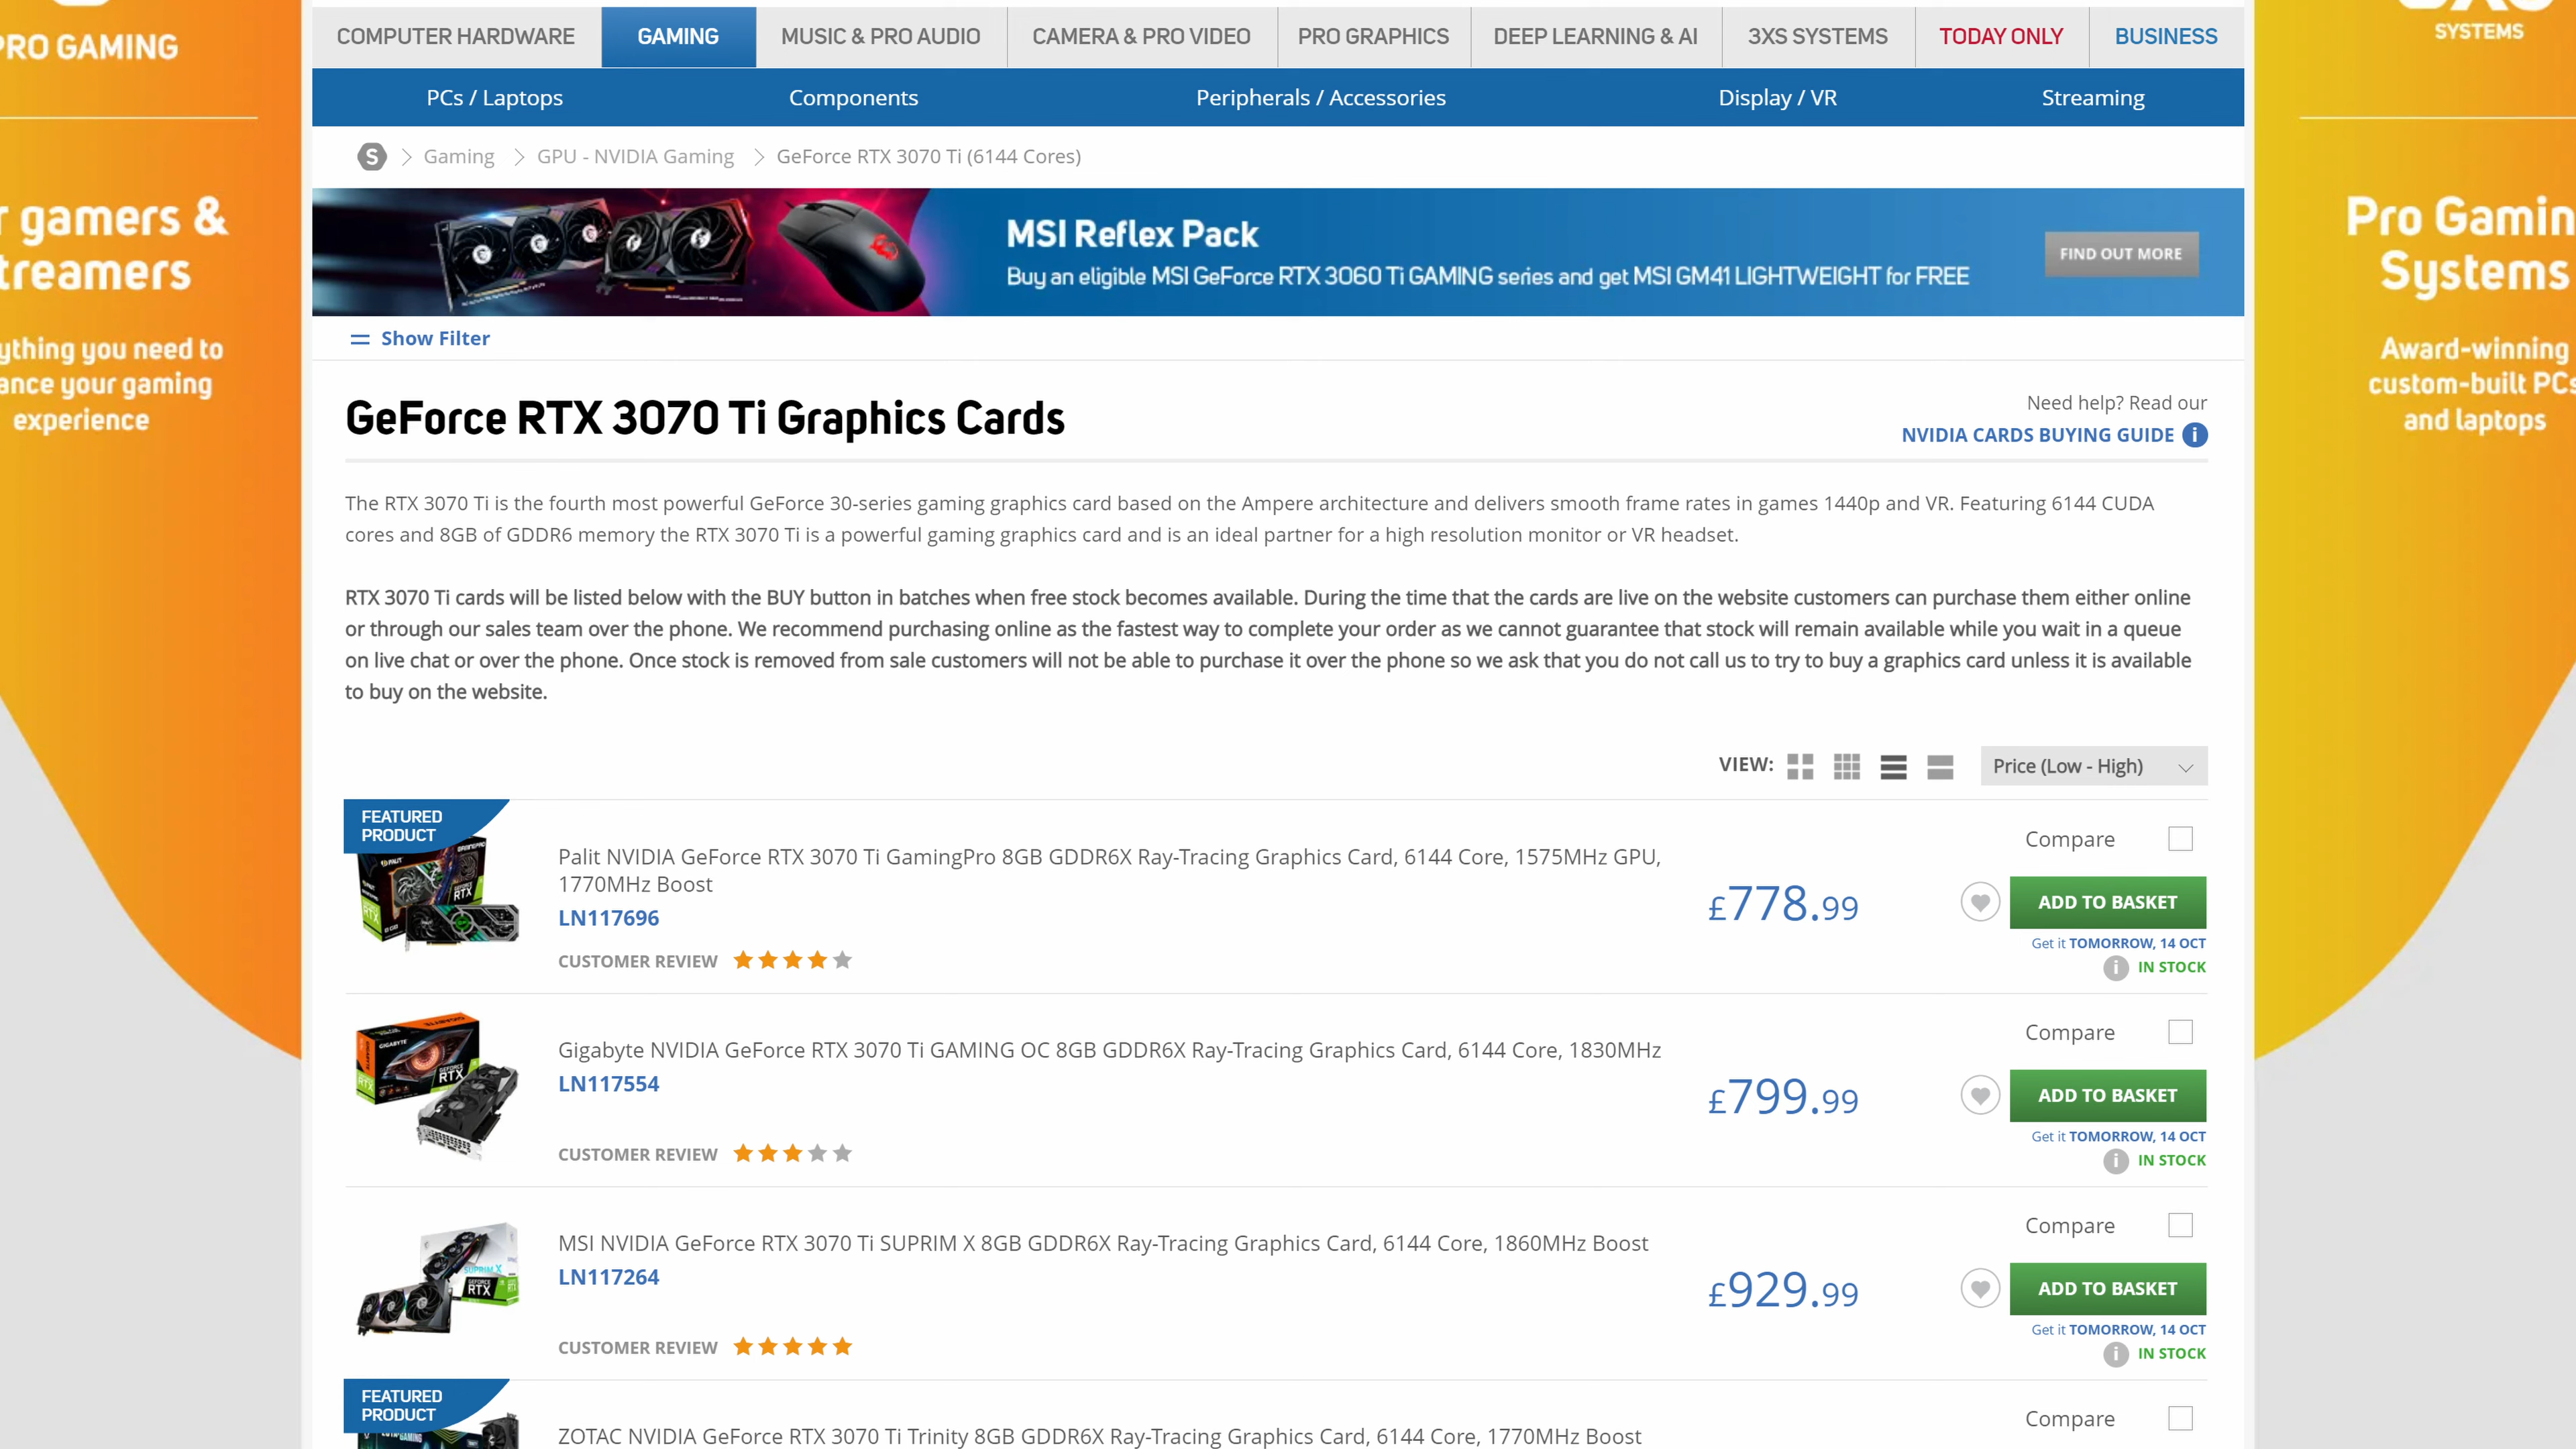 PRO GAMING
SYSTEMS
COMPUTER HARDWARE GAMING MUSIC & PRO AUDIO CAMERA & PRO VIDEO PRO GRAPHICS DEEP LEARNING & AI 3XS SYSTEMS TODAY ONLY BUSINESS
PCs / Laptops Components Peripherals / Accessories Display / VR Streaming
S Gaming GPU - NVIDIA Gaming GeForce RTX 3070 Ti (6144 Cores)
r gamers &
treamers
ything you need to
ance your gaming
experience
Pro Gamin
Systems
Award-winning
custom-built PCs
and laptops
MSI Reflex Pack
Buy an eligible MSI GeForce RTX 3060 Ti GAMING series and get MSI GM41 LIGHTWEIGHT for FREE
FIND OUT MORE
Show Filter
GeForce RTX 3070 Ti Graphics Cards
Need help? Read our
NVIDIA CARDS BUYING GUIDE i
The RTX 3070 Ti is the fourth most powerful GeForce 30-series gaming graphics card based on the Ampere architecture and delivers smooth frame rates in games 1440p and VR. Featuring 6144 CUDA
cores and 8GB of GDDR6 memory the RTX 3070 Ti is a powerful gaming graphics card and is an ideal partner for a high resolution monitor or VR headset.
RTX 3070 Ti cards will be listed below with the BUY button in batches when free stock becomes available. During the time that the cards are live on the website customers can purchase them either online
or through our sales team over the phone. We recommend purchasing online as the fastest way to complete your order as we cannot guarantee that stock will remain available while you wait in a queue
on live chat or over the phone. Once stock is removed from sale customers will not be able to purchase it over the phone so we ask that you do not call us to try to buy a graphics card unless it is available
to buy on the website.
VIEW: Price (Low - High)
FEATURED
PRODUCT
Palit NVIDIA GeForce RTX 3070 Ti GamingPro 8GB GDDR6X Ray-Tracing Graphics Card, 6144 Core, 1575MHz GPU,
1770MHz Boost
LN117696
CUSTOMER REVIEW
£778.99
Compare
ADD TO BASKET
Get it TOMORROW, 14 OCT
i IN STOCK
GIGABYTE
GEFORCE
RTX
Gigabyte NVIDIA GeForce RTX 3070 Ti GAMING OC 8GB GDDR6X Ray-Tracing Graphics Card, 6144 Core, 1830MHz
LN117554
CUSTOMER REVIEW
£799.99
Compare
ADD TO BASKET
Get it TOMORROW, 14 OCT
i IN STOCK
SUPRIM X
GEFORCE
RTX
MSI NVIDIA GeForce RTX 3070 Ti SUPRIM X 8GB GDDR6X Ray-Tracing Graphics Card, 6144 Core, 1860MHz Boost
LN117264
CUSTOMER REVIEW
£929.99
Compare
ADD TO BASKET
Get it TOMORROW, 14 OCT
i IN STOCK
FEATURED
PRODUCT
ZOTAC NVIDIA GeForce RTX 3070 Ti Trinity 8GB GDDR6X Ray-Tracing Graphics Card, 6144 Core, 1770MHz Boost
Compare